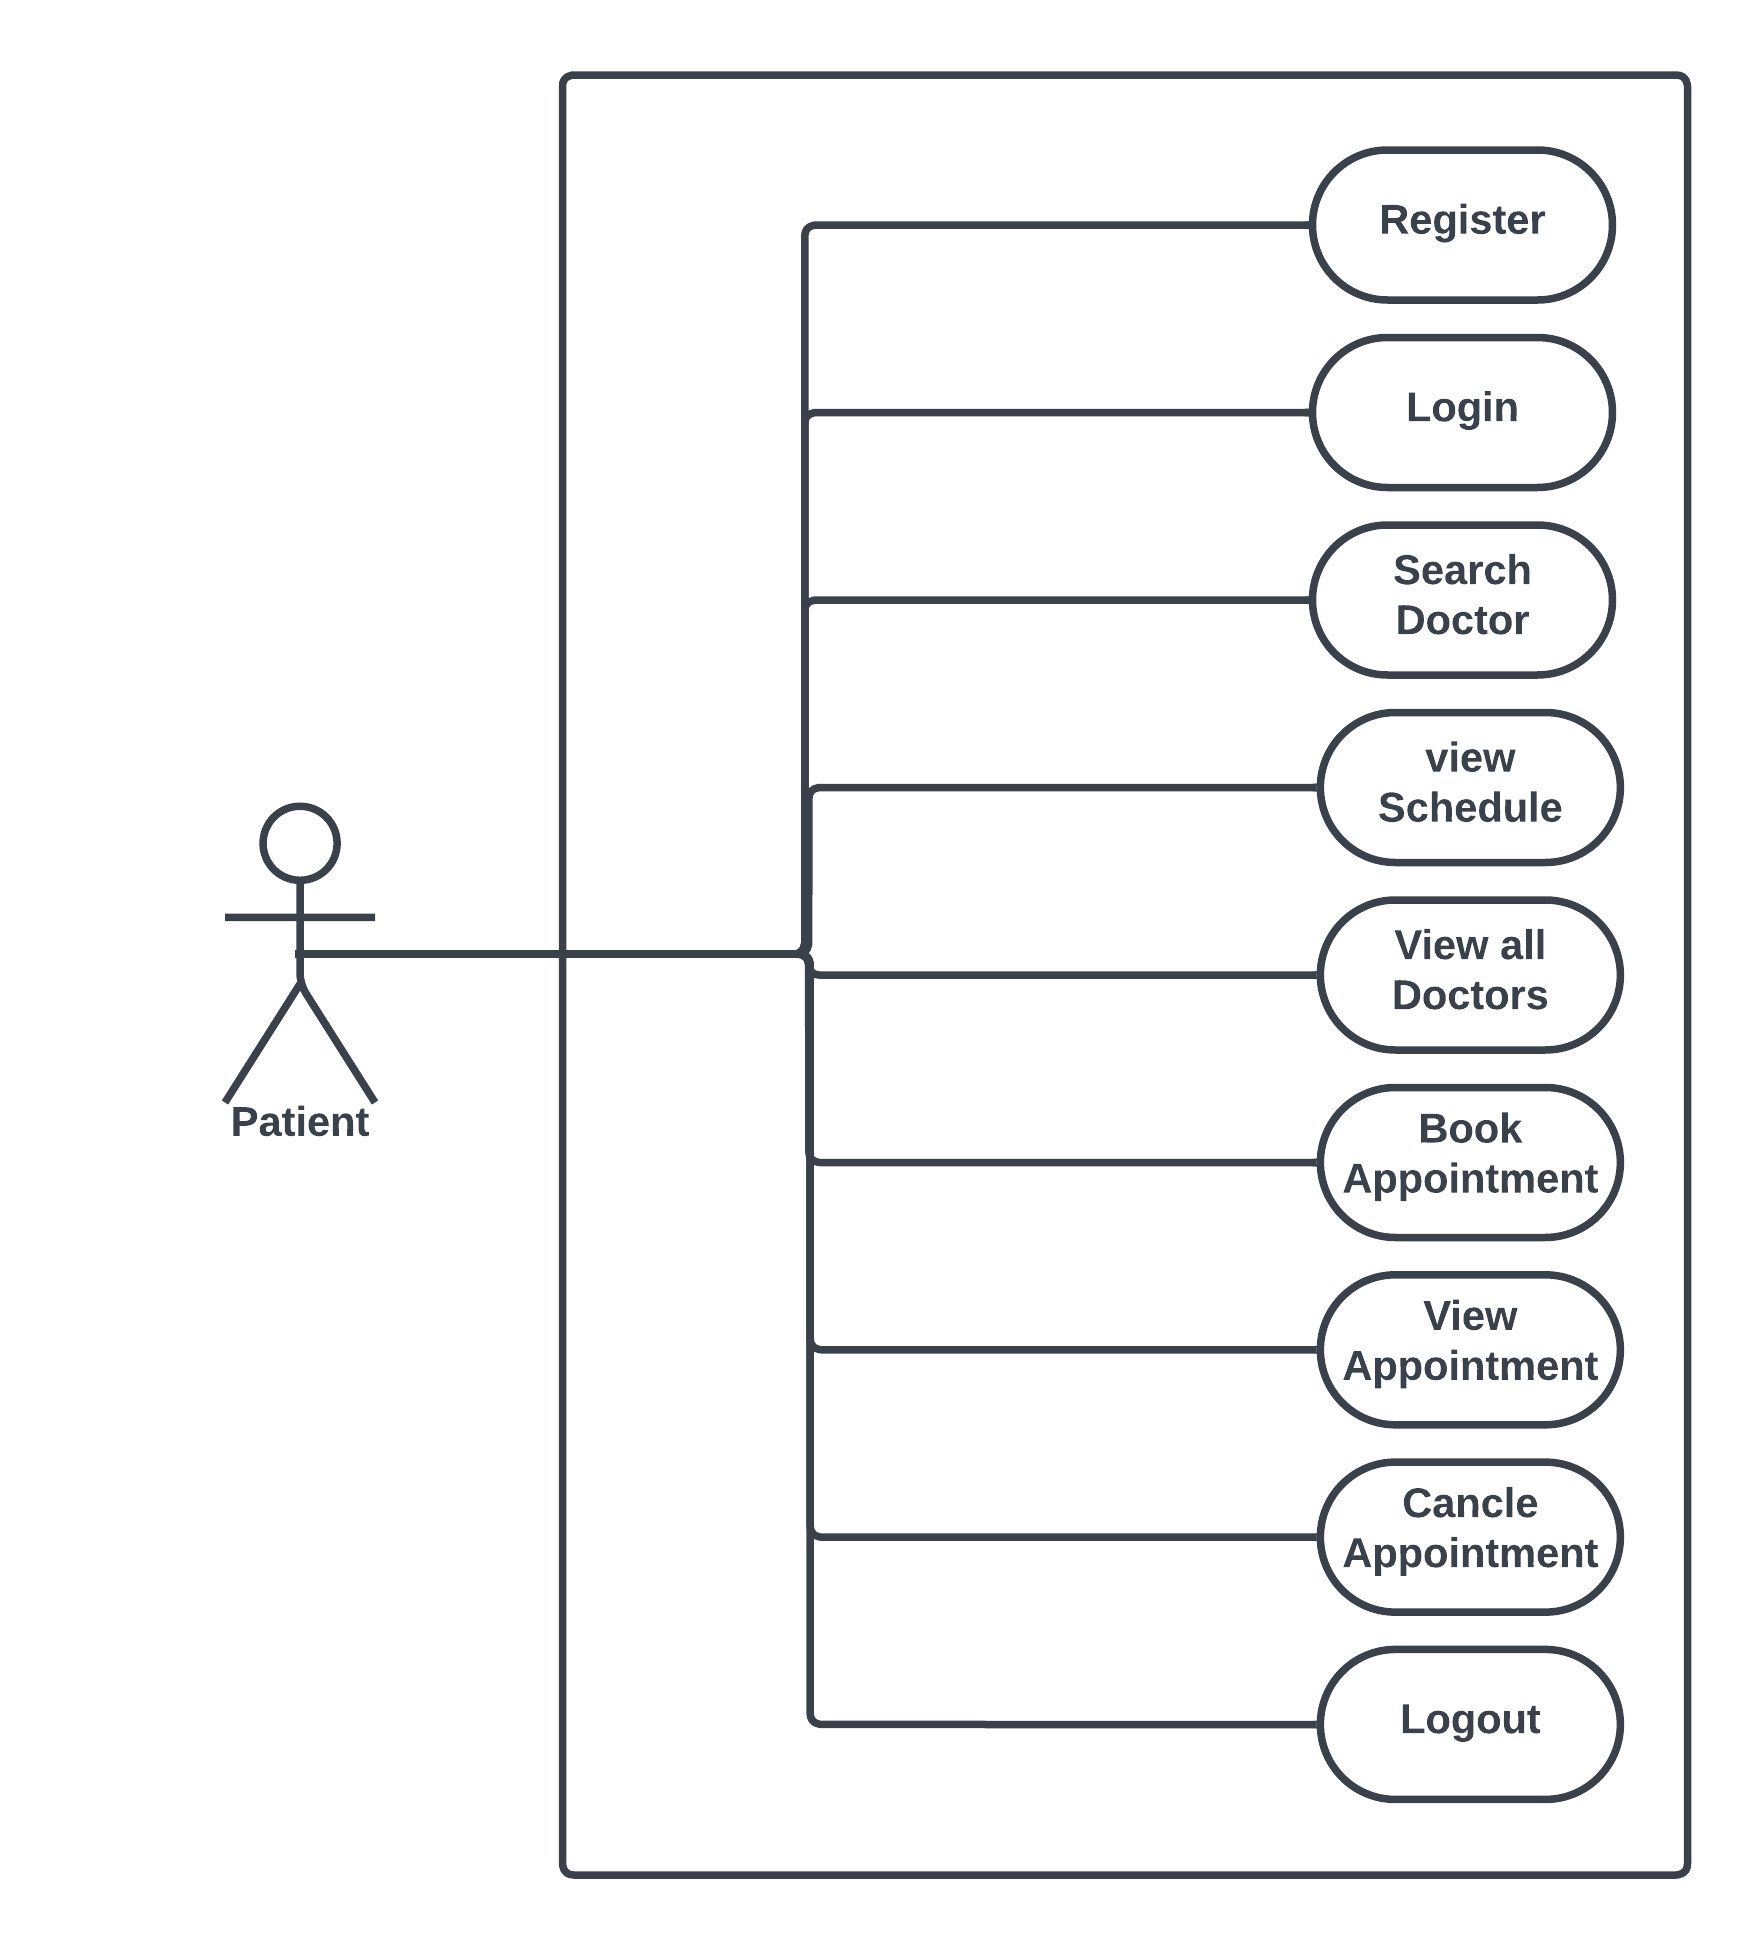 Register
Login
Search
Doctor
view
Schedule
View all
Doctors
Patient
Book
Appointment
View
Appointment
Cancle
Appointment
Logout